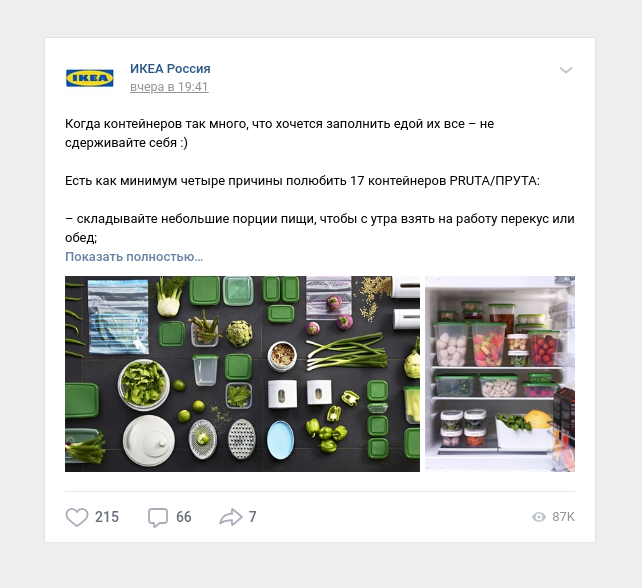 IKEA
ИКЕА Россия
вчера в 19:41
Когда контейнеров так много, что хочется заполнить едой их все – не
сдерживайте себя :)
Есть как минимум четыре причины полюбить 17 контейнеров PRUTA/ПРУТА:
– складывайте небольшие порции пищи, чтобы с утра взять на работу перекус или
обед;
Показать полностью…
215
66
7
87K